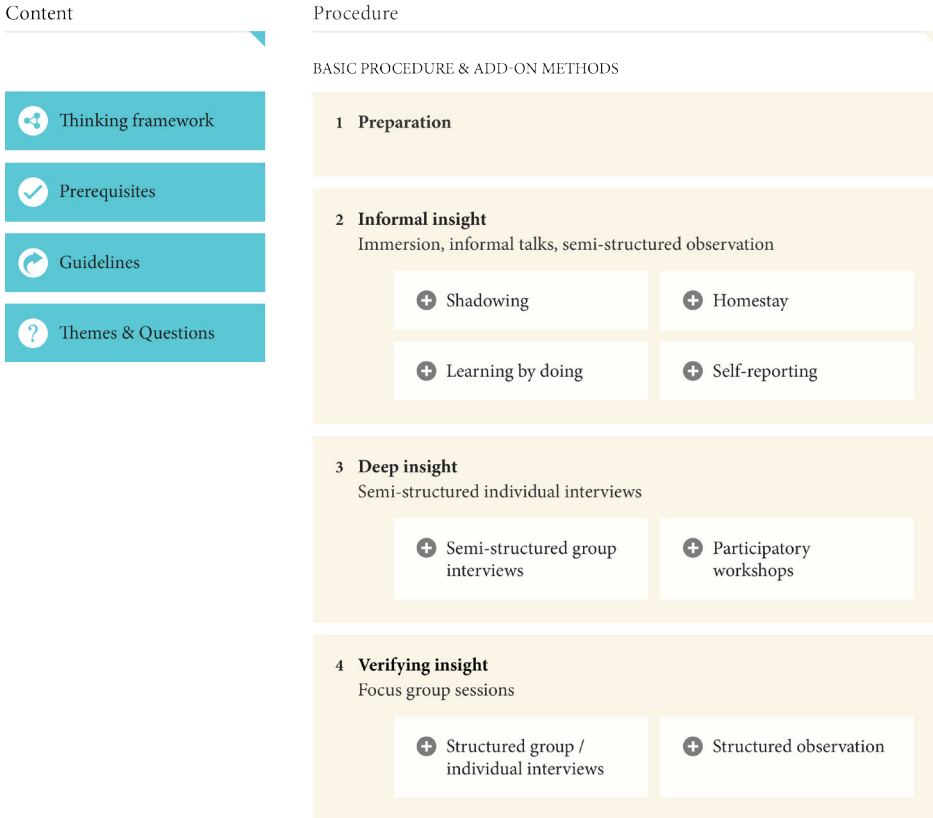 Content
Thinking framework
Prerequisites
Guidelines
? Themes & Questions
Procedure
BASIC PROCEDURE & ADD-ON METHODS
1 Preparation
2 Informal insight
Immersion, informal talks, semi-structured observation
Shadowing
Homestay
Learning by doing
Self-reporting
3 Deep insight
Semi-structured individual interviews
Semi-structured group
interviews
Participatory
workshops
4 Verifying insight
Focus group sessions
Structured group /
individual interviews
Structured observation